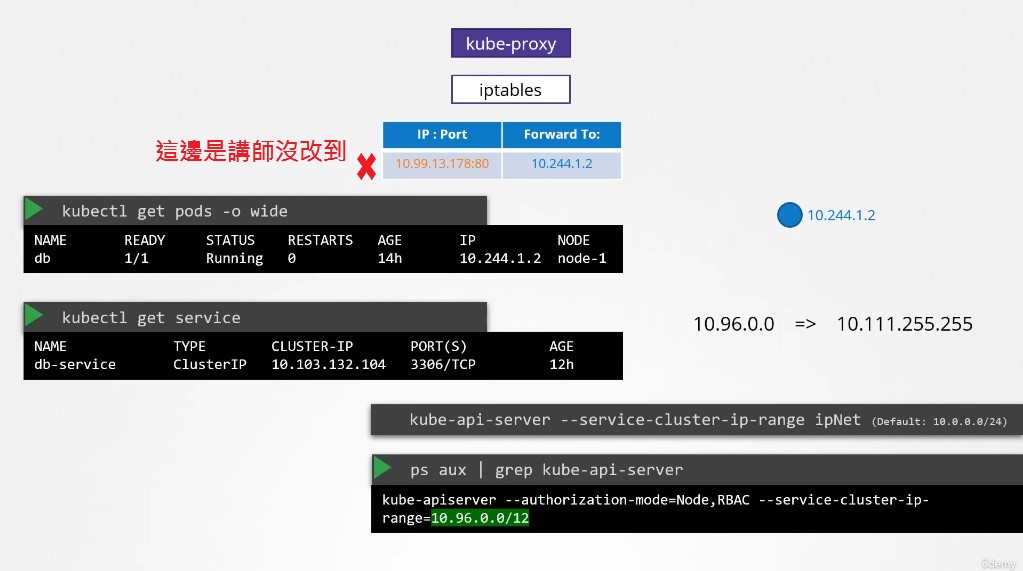 kube-proxy
iptables
IP : Port Forward To:
這邊是講師沒改到
10.99.13.178:80 10.244.1.2
kubectl get pods -o wide
NAME READY STATUS RESTARTS AGE IP NODE
db 1/1 Running 0 14h 10.244.1.2 node-1
10.244.1.2
kubectl get service
NAME TYPE CLUSTER-IP PORT(S) AGE
db-service ClusterIP 10.103.132.104 3306/TCP 12h
10.96.0.0 => 10.111.255.255
kube-api-server --service-cluster-ip-range ipNet (Default: 10.0.0.0/24)
ps aux | grep kube-api-server
kube-apiserver --authorization-mode=Node,RBAC --service-cluster-ip-
range=10.96.0.0/12
ûdemy